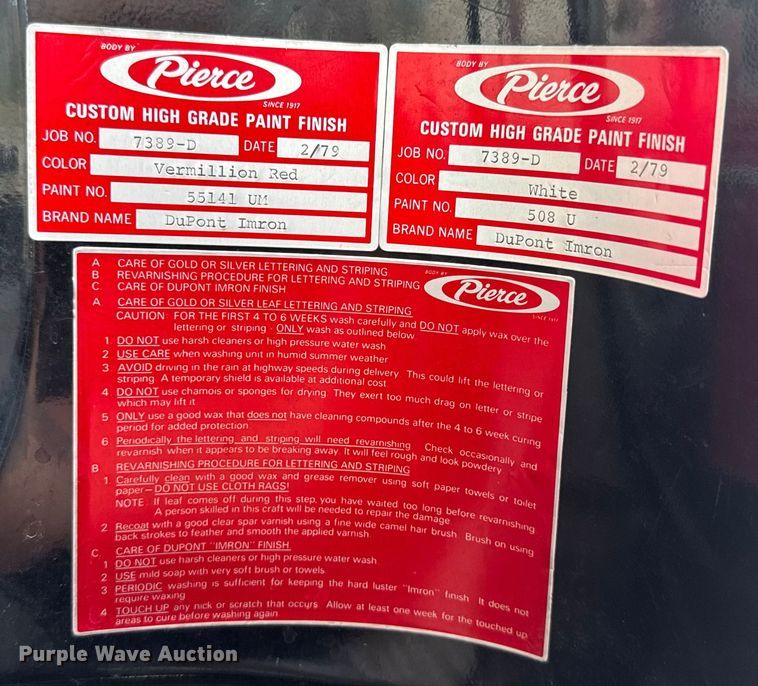 BODY BY
Pierce
SINCE 1917
CUSTOM HIGH GRADE PAINT FINISH
JOB NO. 7389-D DATE 2/79
COLOR Vermillion Red
PAINT NO. 55141 UM
BRAND NAME DuPont Imron
BODY BY
Pierce
SINCE 1917
CUSTOM HIGH GRADE PAINT FINISH
JOB NO. 7389-D DATE 2/79
COLOR White
PAINT NO. 508 U
BRAND NAME DuPont Imron
BODY BY
Pierce
SINCE 1917
A CARE OF GOLD OR SILVER LETTERING AND STRIPING
B REVARNISHING PROCEDURE FOR LETTERING AND STRIPING
C. CARE OF DUPONT IMRON FINISH
A. CARE OF GOLD OR SILVER LEAF LETTERING AND STRIPING
CAUTION: FOR THE FIRST 4 TO 6 WEEKS wash carefully and DO NOT apply wax over the
lettering or striping - ONLY wash as outlined below
1 DO NOT use harsh cleaners or high pressure water wash
2 USE CARE when washing unit in humid summer weather
3 AVOID driving in the rain at highway speeds during delivery. This could lift the lettering or
striping. A temporary shield is available at additional cost
4 DO NOT use chamois or sponges for drying. They exert too much drag on letter or stripe
which may lift it
5 ONLY use a good wax that does not have cleaning compounds after the 4 to 6 week curing
period for added protection
6 Periodically the lettering and striping will need revarnishing. Check occasionally and
revarnish when it appears to be breaking away. It will feel rough and look powdery
B REVARNISHING PROCEDURE FOR LETTERING AND STRIPING
1. Carefully clean with a good wax and grease remover using soft paper towels or toilet
paper—DO NOT USE CLOTH RAGS!
NOTE: If leaf comes off during this step, you have waited too long before revarnishing
A person skilled in this craft will be needed to repair the damage
2 Recoat with a good clear spar varnish using a fine wide camel hair brush. Brush on using
back strokes to feather and smooth the applied varnish
C. CARE OF DUPONT "IMRON" FINISH
1 DO NOT use harsh cleaners or high pressure water wash
2 USE mild soap with very soft brush or towels
3 PERIODIC washing is sufficient for keeping the hard luster "Imron" finish. It does not
require waxing
4 TOUCH UP any nick or scratch that occurs. Allow at least one week for the touched up
areas to cure before washing again
Purple Wave Auction